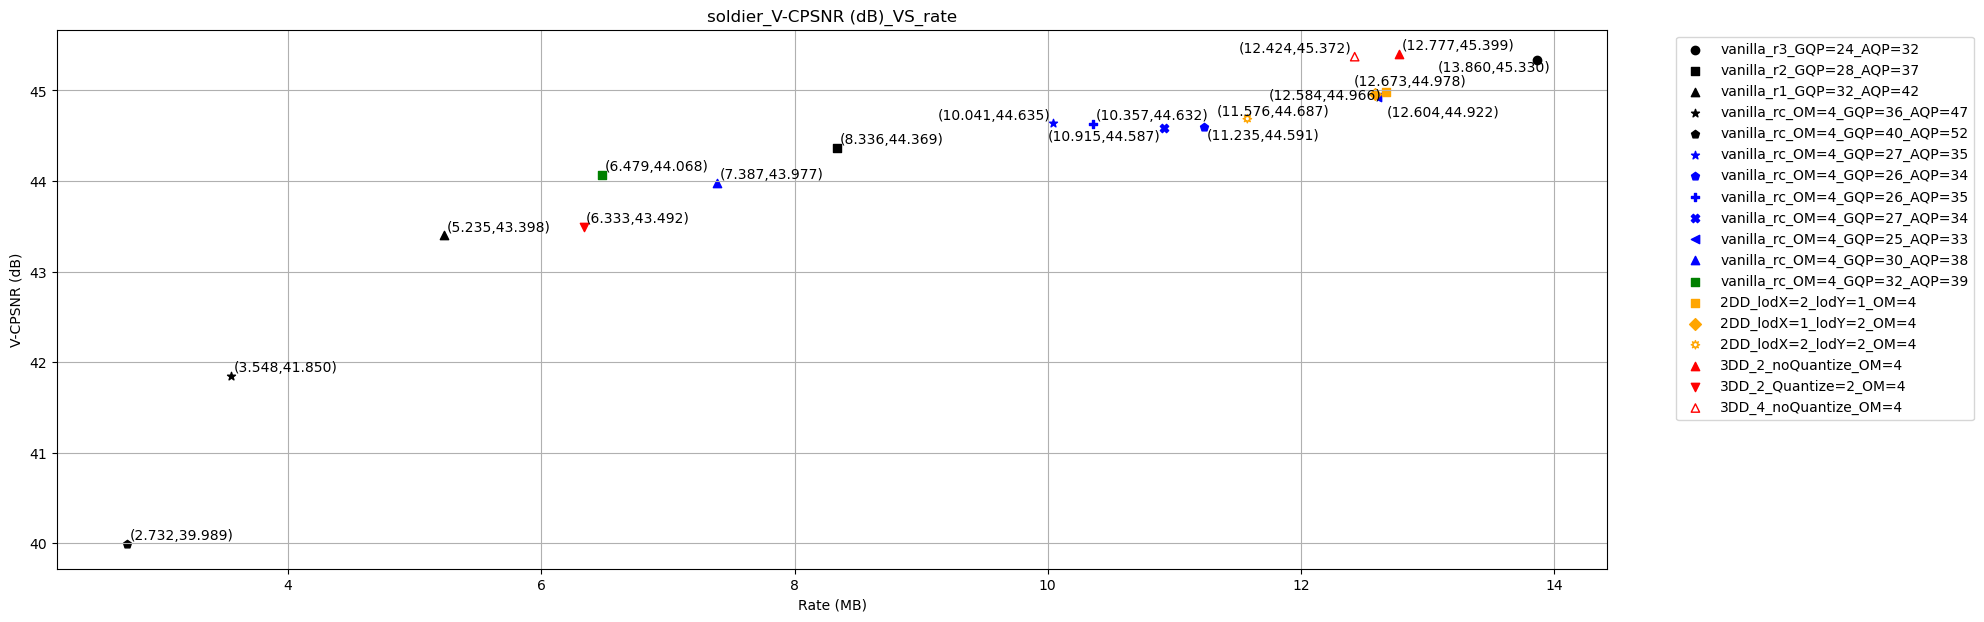 soldier_V-CPSNR (dB)_VS_rate
(12.424,45.372)
(12.777,45.399)
(13.860,45.330)
(12.673,44.978)
(12.584,44.966)
(12.604,44.922)
(10.041,44.635)
(10.357,44.632)
(11.576,44.687)
(10.915,44.587)
(11.235,44.591)
(8.336,44.369)
(6.479,44.068)
(7.387,43.977)
(6.333,43.492)
(5.235,43.398)
(3.548,41.850)
(2.732,39.989)
45
44
43
42
41
40
V-CPSNR (dB)
4
6
8
10
12
14
Rate (MB)
vanilla_r3_GQP=24_AQP=32
vanilla_r2_GQP=28_AQP=37
vanilla_r1_GQP=32_AQP=42
vanilla_rc_OM=4_GQP=36_AQP=47
vanilla_rc_OM=4_GQP=40_AQP=52
vanilla_rc_OM=4_GQP=27_AQP=35
vanilla_rc_OM=4_GQP=26_AQP=34
vanilla_rc_OM=4_GQP=26_AQP=35
vanilla_rc_OM=4_GQP=27_AQP=34
vanilla_rc_OM=4_GQP=25_AQP=33
vanilla_rc_OM=4_GQP=30_AQP=38
vanilla_rc_OM=4_GQP=32_AQP=39
2DD_lodX=2_lodY=1_OM=4
2DD_lodX=1_lodY=2_OM=4
2DD_lodX=2_lodY=2_OM=4
3DD_2_noQuantize_OM=4
3DD_2_Quantize=2_OM=4
3DD_4_noQuantize_OM=4